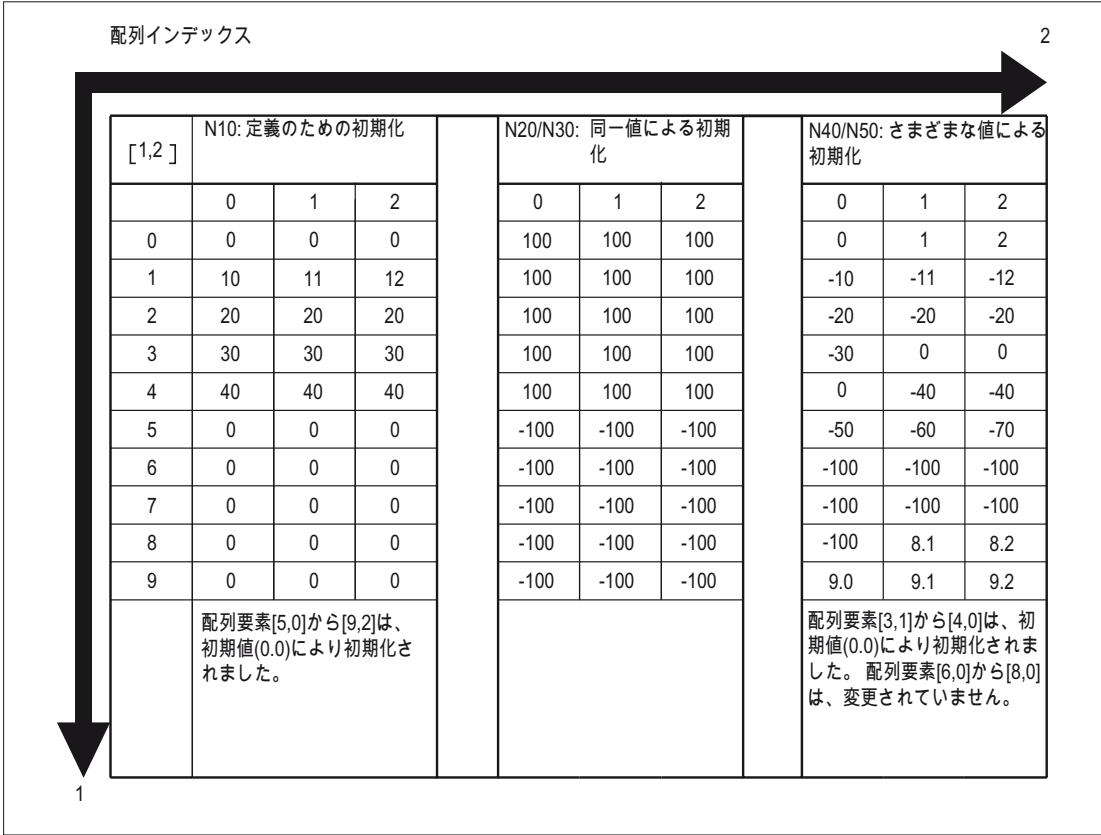 配列インデックス 2
[1,2] N10: 定義のための初期化 N20/N30: 同一値による初期 N40/N50: さまざまな値による
化 初期化
0 1 2 0 1 2 0 1 2
0 0 0 0 100 100 100 0 1 2
1 10 11 12 100 100 100 -10 -11 -12
2 20 20 20 100 100 100 -20 -20 -20
3 30 30 30 100 100 100 -30 0 0
4 40 40 40 100 100 100 0 -40 -40
5 0 0 0 -100 -100 -100 -50 -60 -70
6 0 0 0 -100 -100 -100 -100 -100 -100
7 0 0 0 -100 -100 -100 -100 -100 -100
8 0 0 0 -100 -100 -100 -100 8.1 8.2
9 0 0 0 -100 -100 -100 9.0 9.1 9.2
配列要素[5,0]から[9,2]は、
初期値(0.0)により初期化さ
れました。
配列要素[3,1]から[4,0]は、初
期値(0.0)により初期化されま
した。 配列要素[6,0]から[8,0]
は、変更されていません。
1